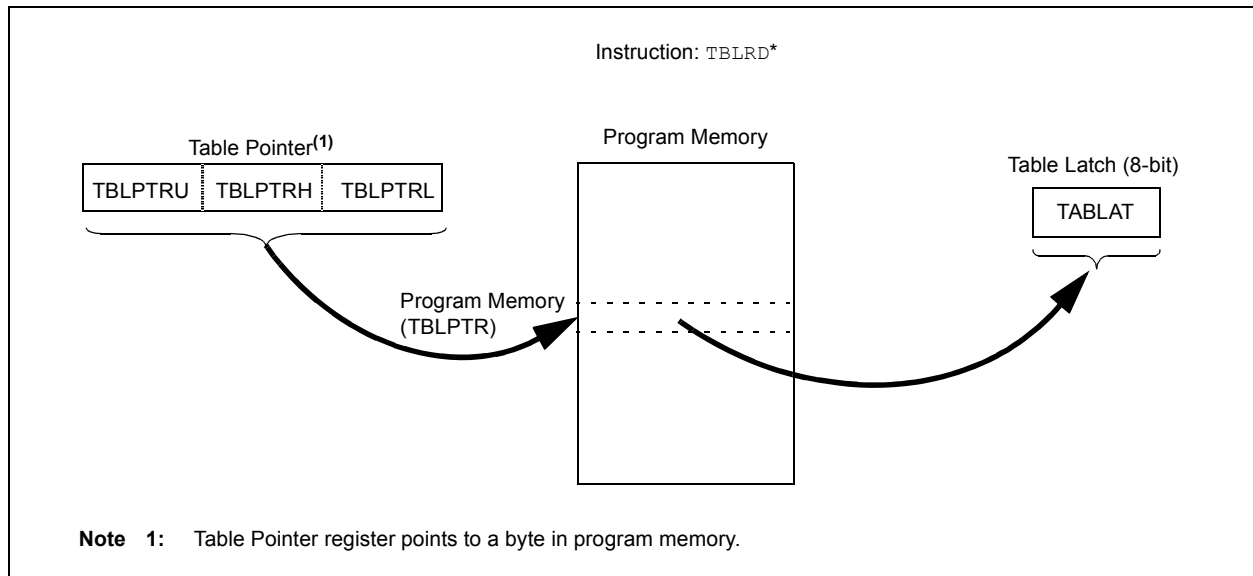 Instruction: TBLRD*
Table Pointer(1)
Program Memory
Table Latch (8-bit)
TBLPTRU TBLPTRH TBLPTRL
TABLAT
Program Memory
(TBLPTR)
Note 1: Table Pointer register points to a byte in program memory.